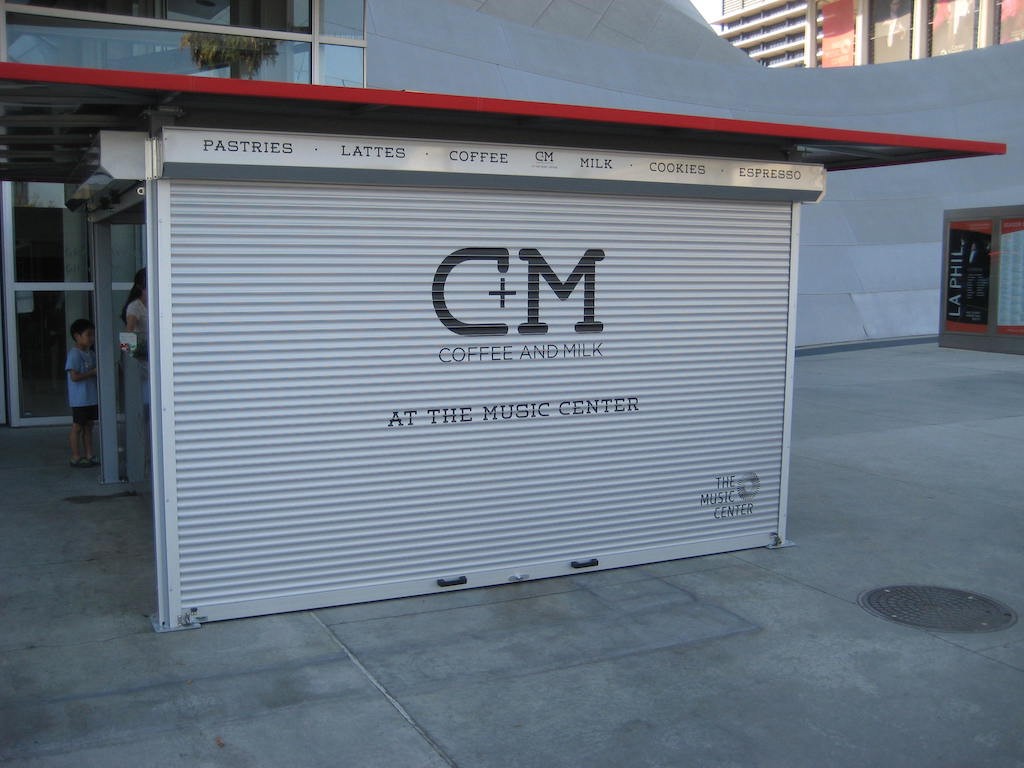 PASTRIES · LATTES · COFFEE C+M MILK · COOKIES · ESPRESSO
C+M
COFFEE AND MILK
AT THE MUSIC CENTER
THE
MUSIC
CENTER
LA PHIL